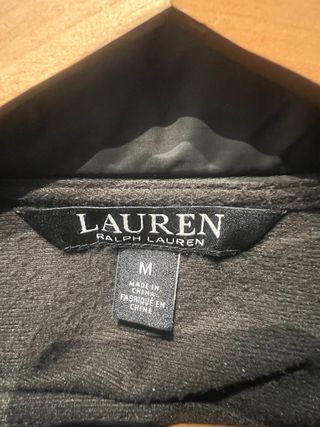 LAUREN
RALPH LAUREN
M
MADE IN
CHINA
FABRIQUÉ EN
CHINE